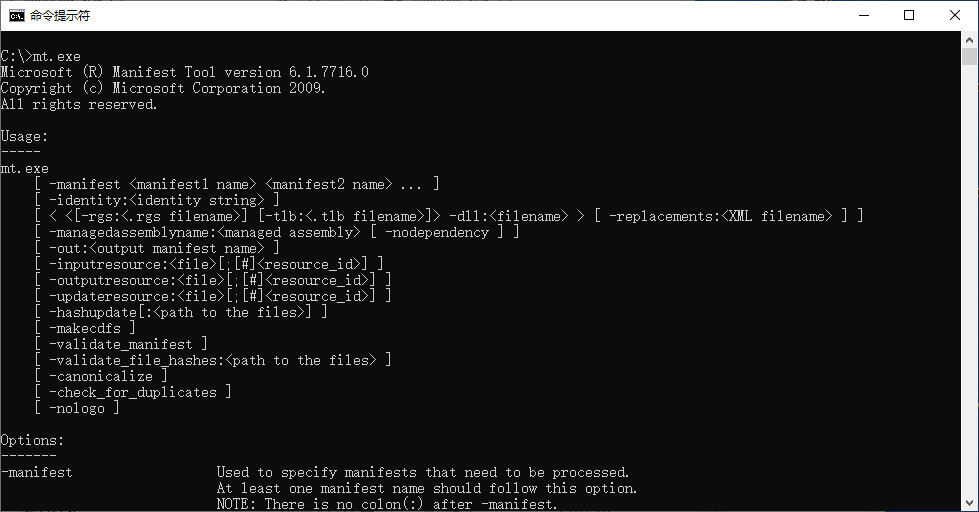 命令提示符
C:\>mt.exe
Microsoft (R) Manifest Tool version 6.1.7716.0
Copyright (c) Microsoft Corporation 2009.
All rights reserved.
Usage:
-----
mt.exe
[ -manifest <manifest1 name> <manifest2 name> ... ]
[ -identity:<identity string> ]
[ < <[-rgs:<.rgs filename>] [-tlb:<.tlb filename>]> -dll:<filename> > [ -replacements:<XML filename> ] ]
[ -managedassemblyname:<managed assembly> [ -nodependency ] ]
[ -out:<output manifest name> ]
[ -inputresource:<file>[;[#]<resource_id>] ]
[ -outputresource:<file>[;[#]<resource_id>] ]
[ -updateresource:<file>[;[#]<resource_id>] ]
[ -hashupdate[:<path to the files>] ]
[ -makecdfs ]
[ -validate_manifest ]
[ -validate_file_hashes:<path to the files> ]
[ -canonicalize ]
[ -check_for_duplicates ]
[ -nologo ]
Options:
-------
-manifest Used to specify manifests that need to be processed.
At least one manifest name should follow this option.
NOTE: There is no colon(:) after -manifest.